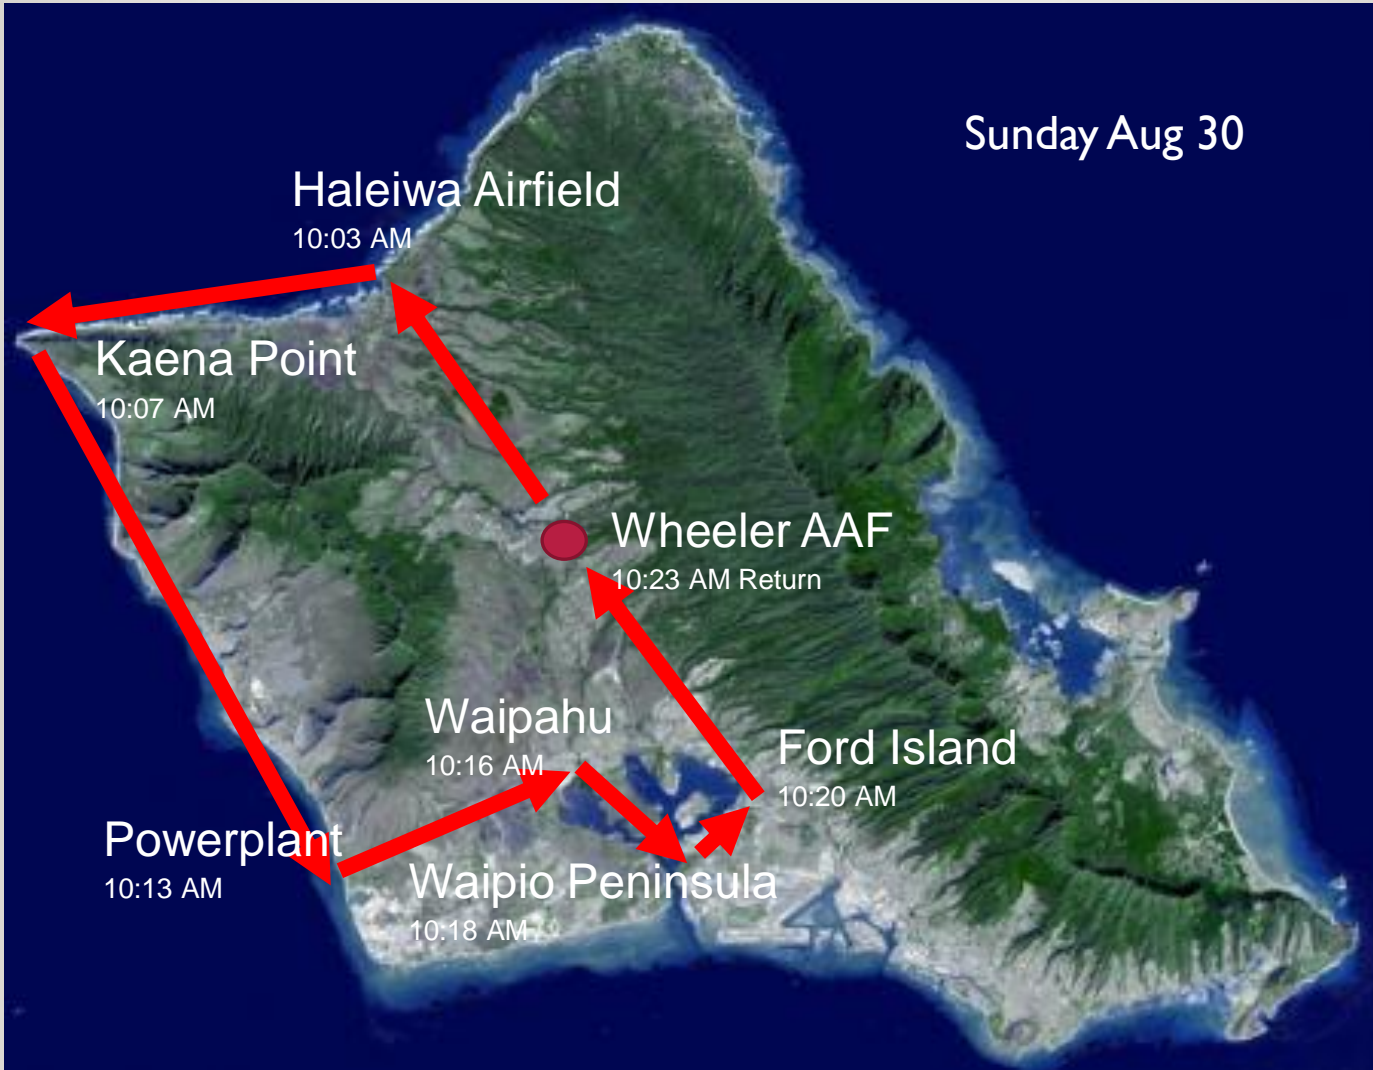 Sunday Aug 30
Haleiwa Airfield
10:03 AM
Kaena Point
10:07 AM
Wheeler AAF
10:23 AM Return
Waipahu
10:16 AM
Ford Island
10:20 AM
Powerplant
10:13 AM
Waipio Peninsula
10:18 AM